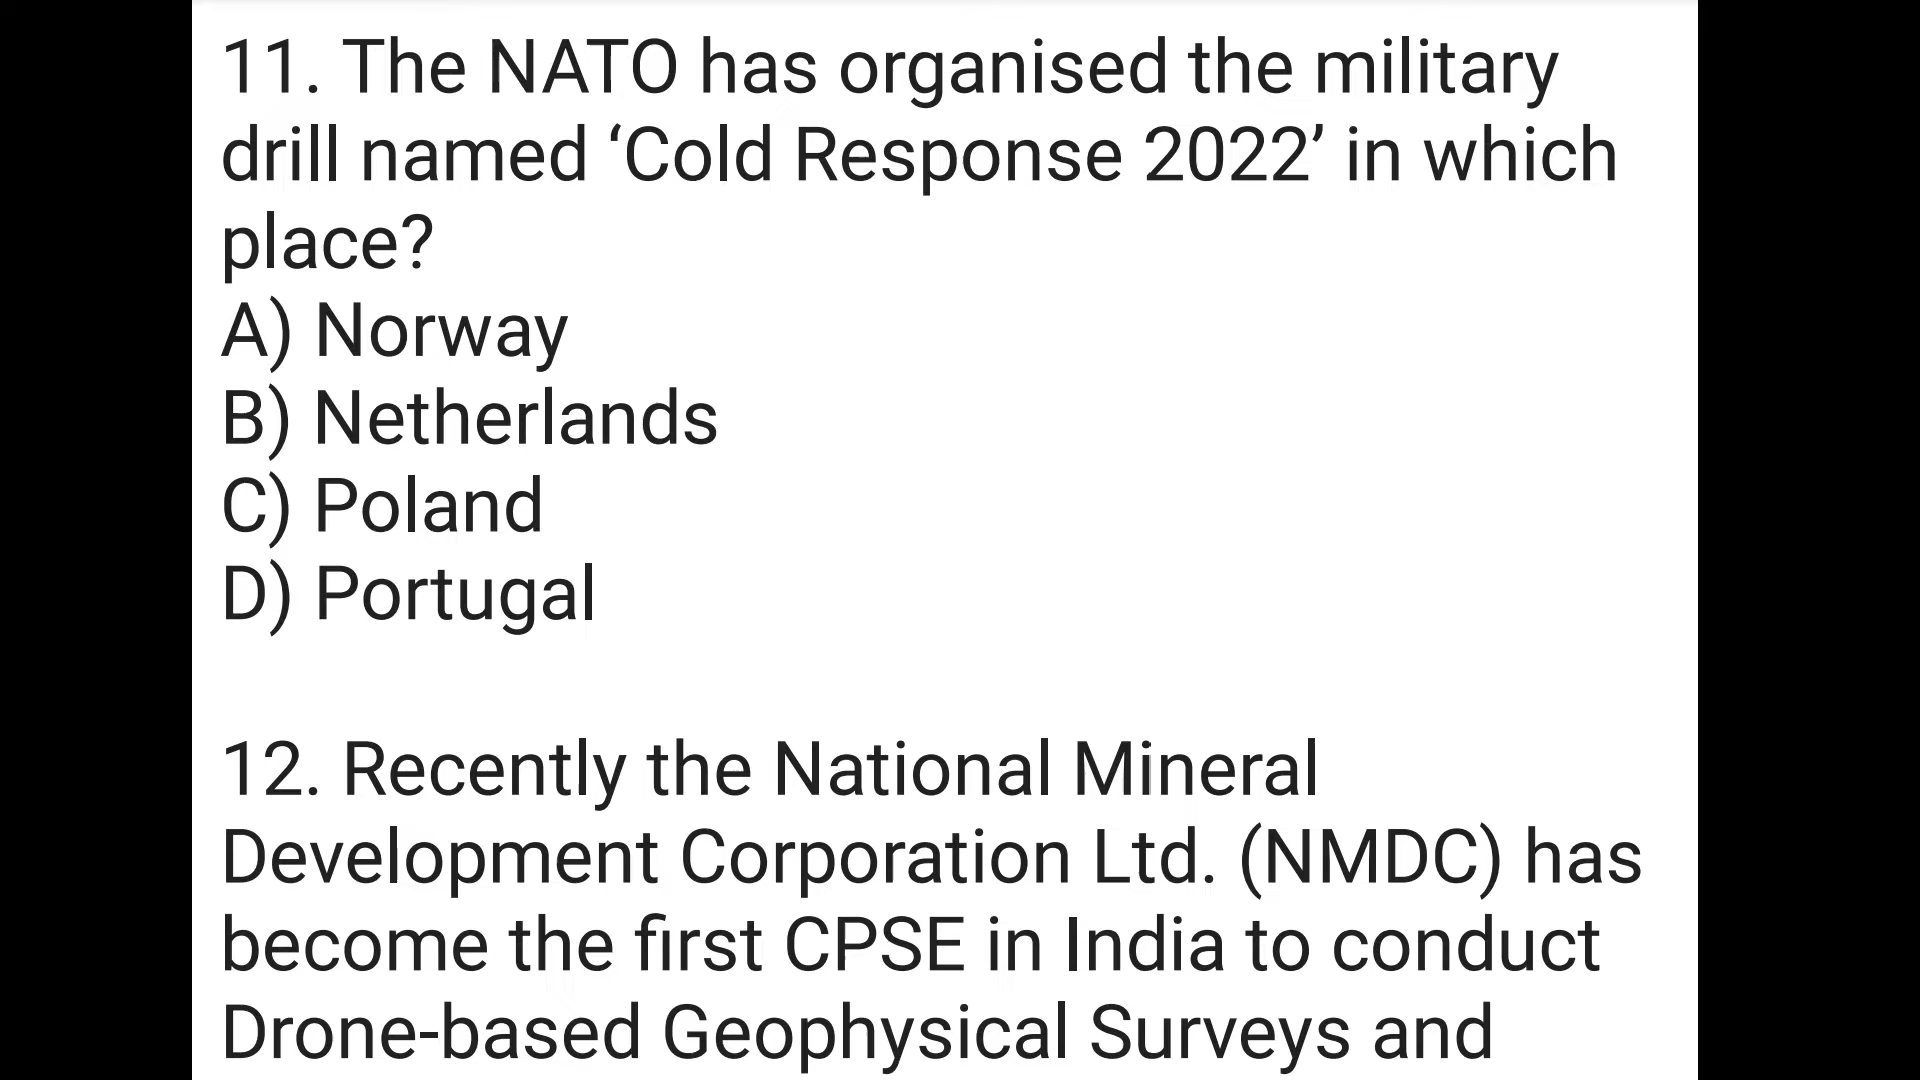 11. The NATO has organised the military
drill named ‘Cold Response 2022’ in which
place?
A) Norway
B) Netherlands
C) Poland
D) Portugal
12. Recently the National Mineral
Development Corporation Ltd. (NMDC) has
become the first CPSE in India to conduct
Drone-based Geophysical Surveys and